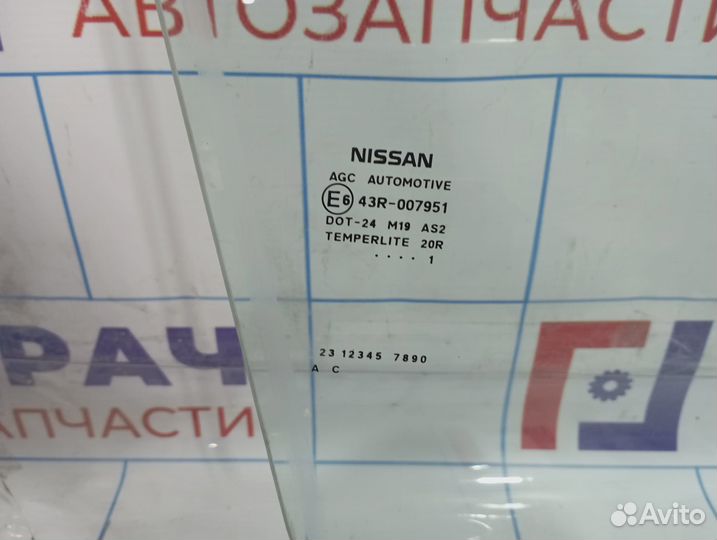 АВТОЗАПЧАСТИ
NISSAN
AGC AUTOMOTIVE
E6 43R-007951
DOT-24 M19 AS2
TEMPERLITE 20R
.... 1
23 12345 7890
A C
РАЧ
ПЧАСТИ
Avito